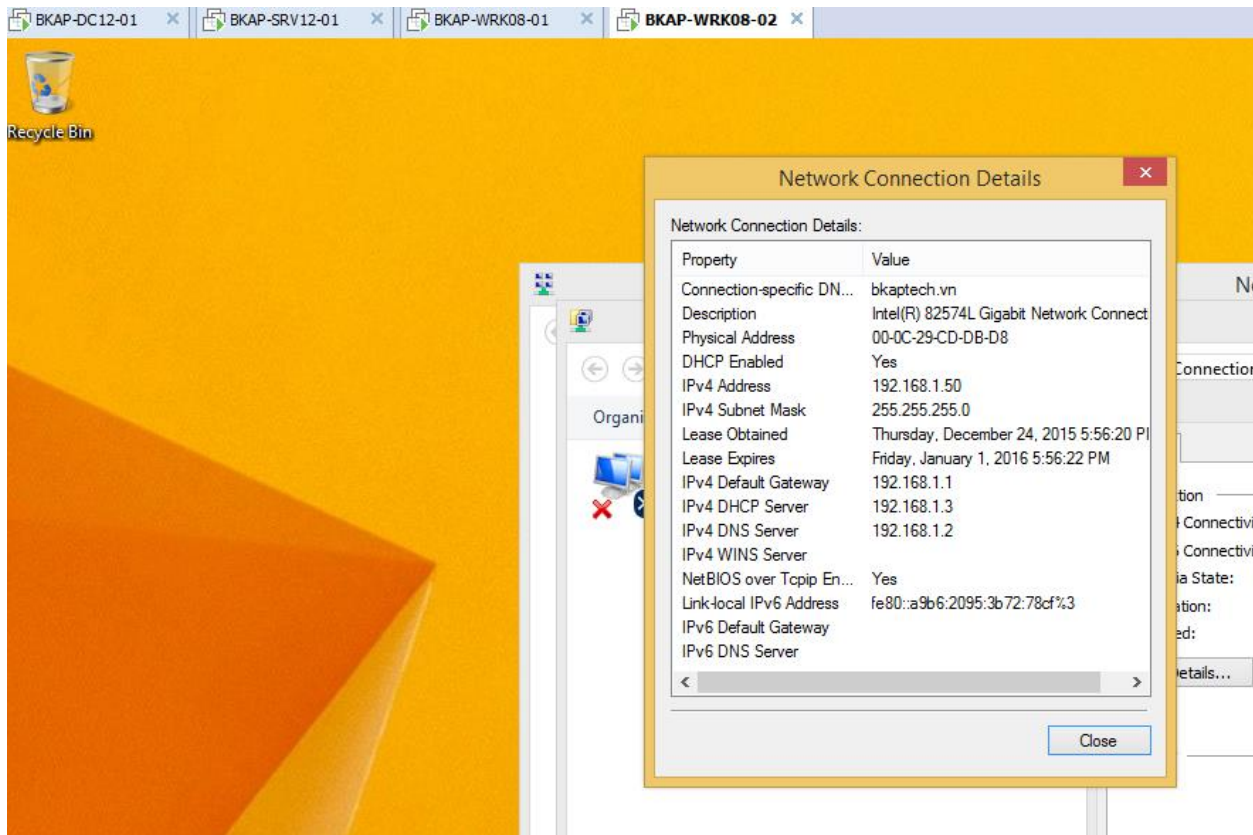 BKAP-DC12-01 × BKAP-SRV12-01 × BKAP-WRK08-01 × BKAP-WRK08-02 ×
Recycle Bin
Network Connection Details
Network Connection Details:
Property Value
Connection-specific DN... bkaptech.vn
Description Intel(R) 82574L Gigabit Network Connect
Physical Address 00-0C-29-CD-DB-D8
DHCP Enabled Yes
IPv4 Address 192.168.1.50
IPv4 Subnet Mask 255.255.255.0
Lease Obtained Thursday, December 24, 2015 5:56:20 PI
Lease Expires Friday, January 1, 2016 5:56:22 PM
IPv4 Default Gateway 192.168.1.1
IPv4 DHCP Server 192.168.1.3
IPv4 DNS Server 192.168.1.2
IPv4 WINS Server
NetBIOS over Tcpip En... Yes
Link-local IPv6 Address fe80::a9b6:2095:3b72:78cf%3
IPv6 Default Gateway
IPv6 DNS Server
Close
Organi
Connection
tion
Connectivi
Connectivi
ia State:
ation:
ed:
etails...